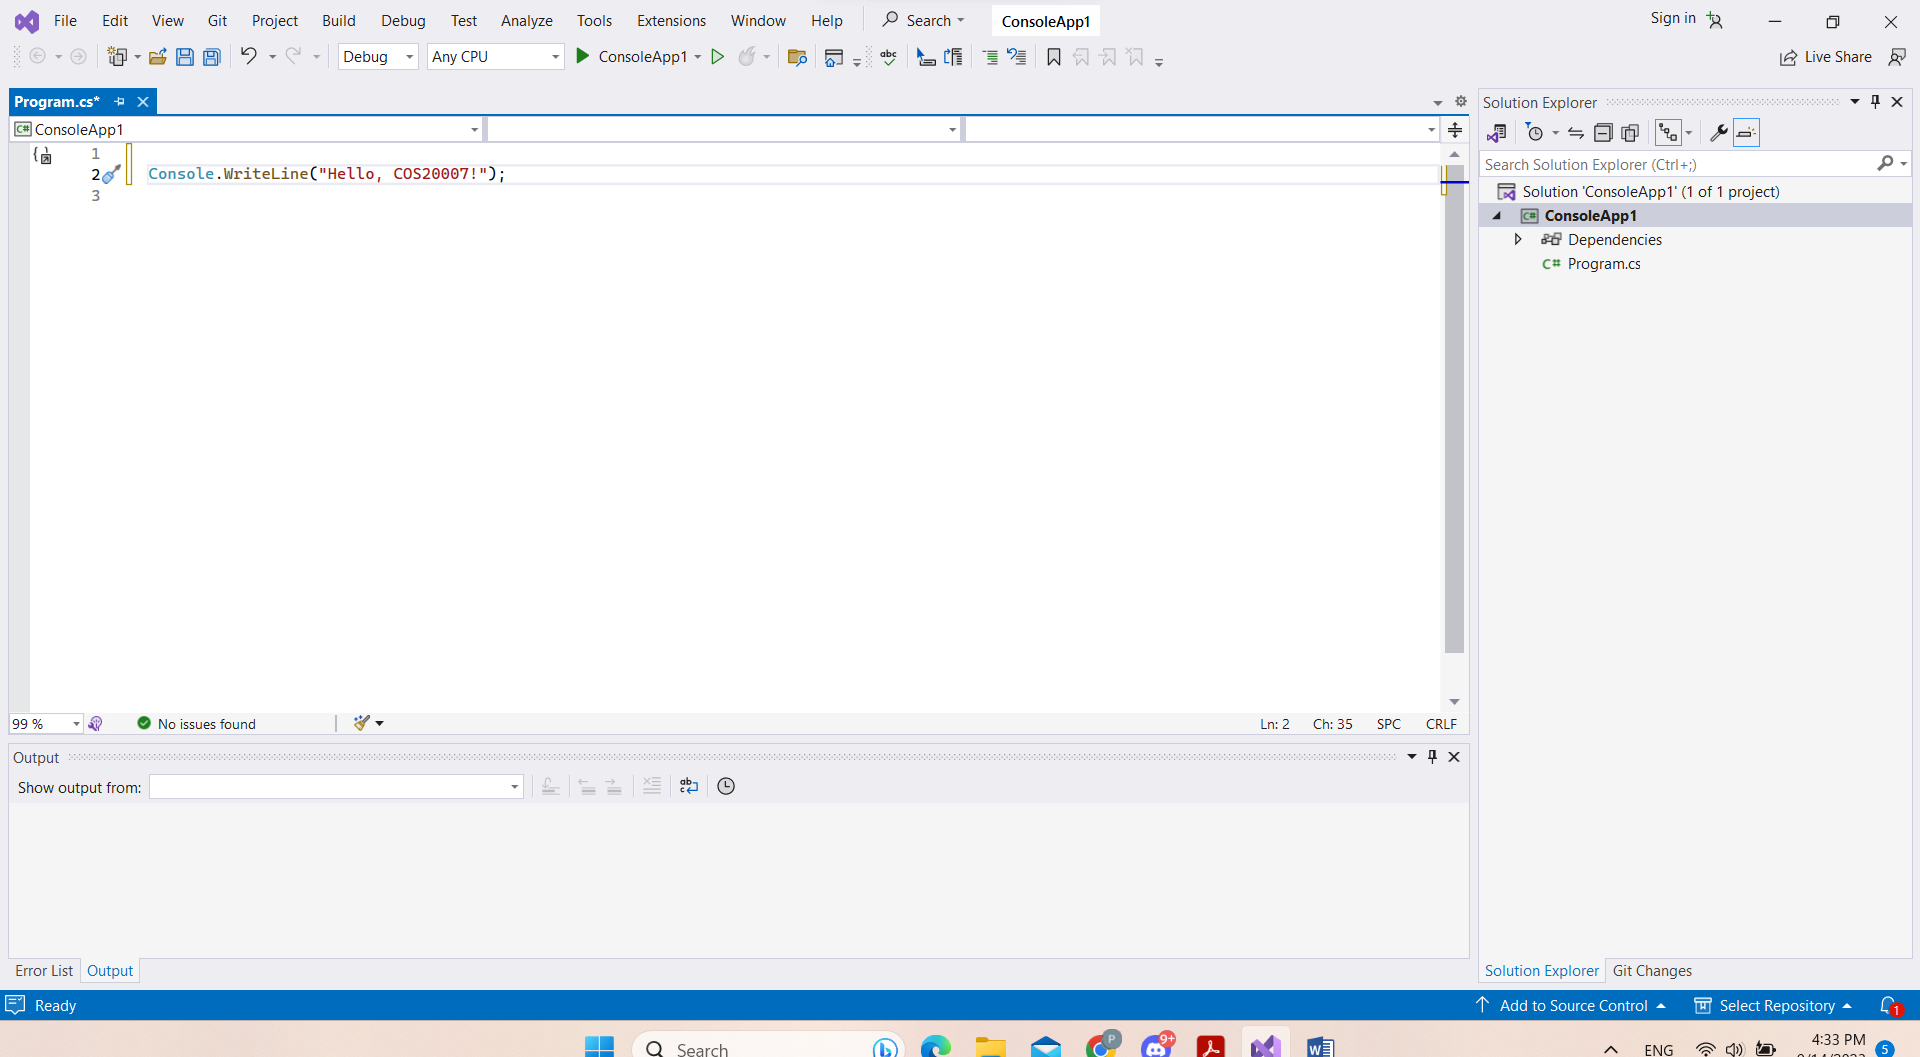 File Edit View Git Project Build Debug Test Analyze Tools Extensions Window Help Search ConsoleApp1 Sign in
Debug Any CPU ConsoleApp1 abc Live Share
Program.cs*
Solution Explorer
C# ConsoleApp1
1
Search Solution Explorer (Ctrl+;)
2 Console.WriteLine("Hello, COS20007!");
3
Solution 'ConsoleApp1' (1 of 1 project)
C# ConsoleApp1
Dependencies
C# Program.cs
99 % No issues found Ln: 2 Ch: 35 SPC CRLF
Output
Show output from:
Error List Output
Solution Explorer Git Changes
Ready Add to Source Control Select Repository 1
Search P 9+ ENG 4:33 PM 5